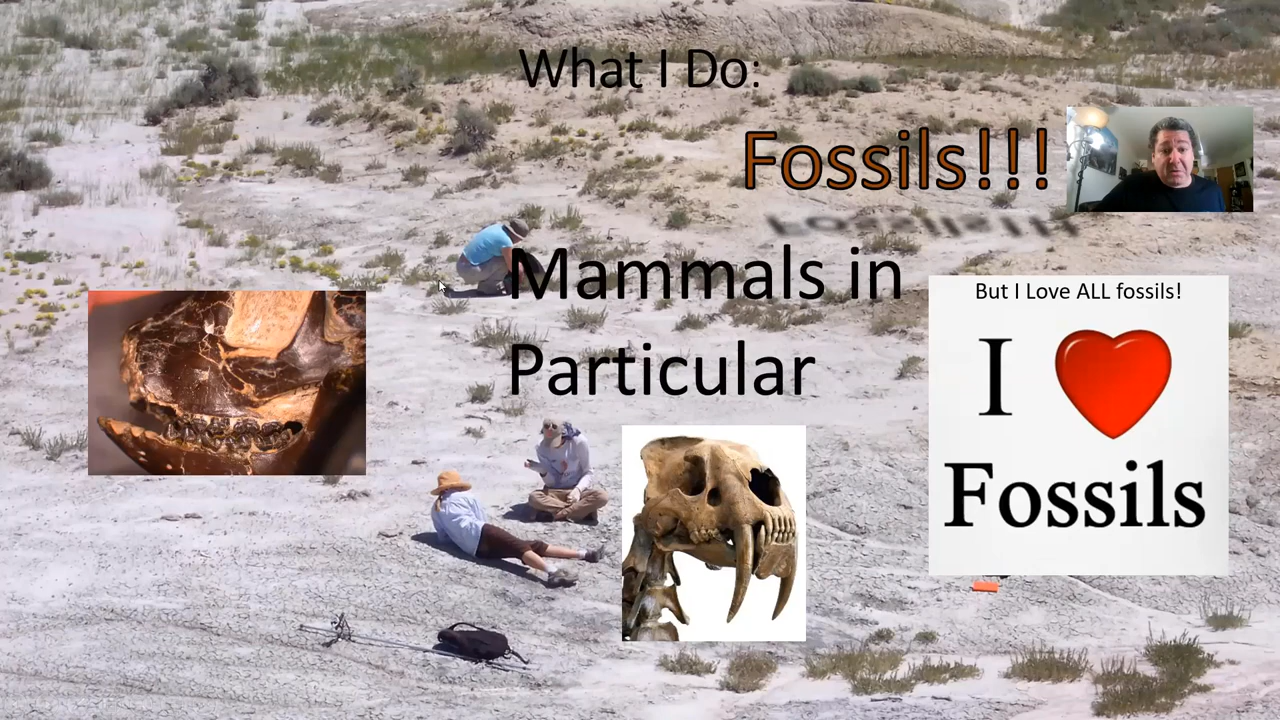 What I Do:
Fossils!!!
Mammals in
Particular
But I Love ALL fossils!
I
Fossils